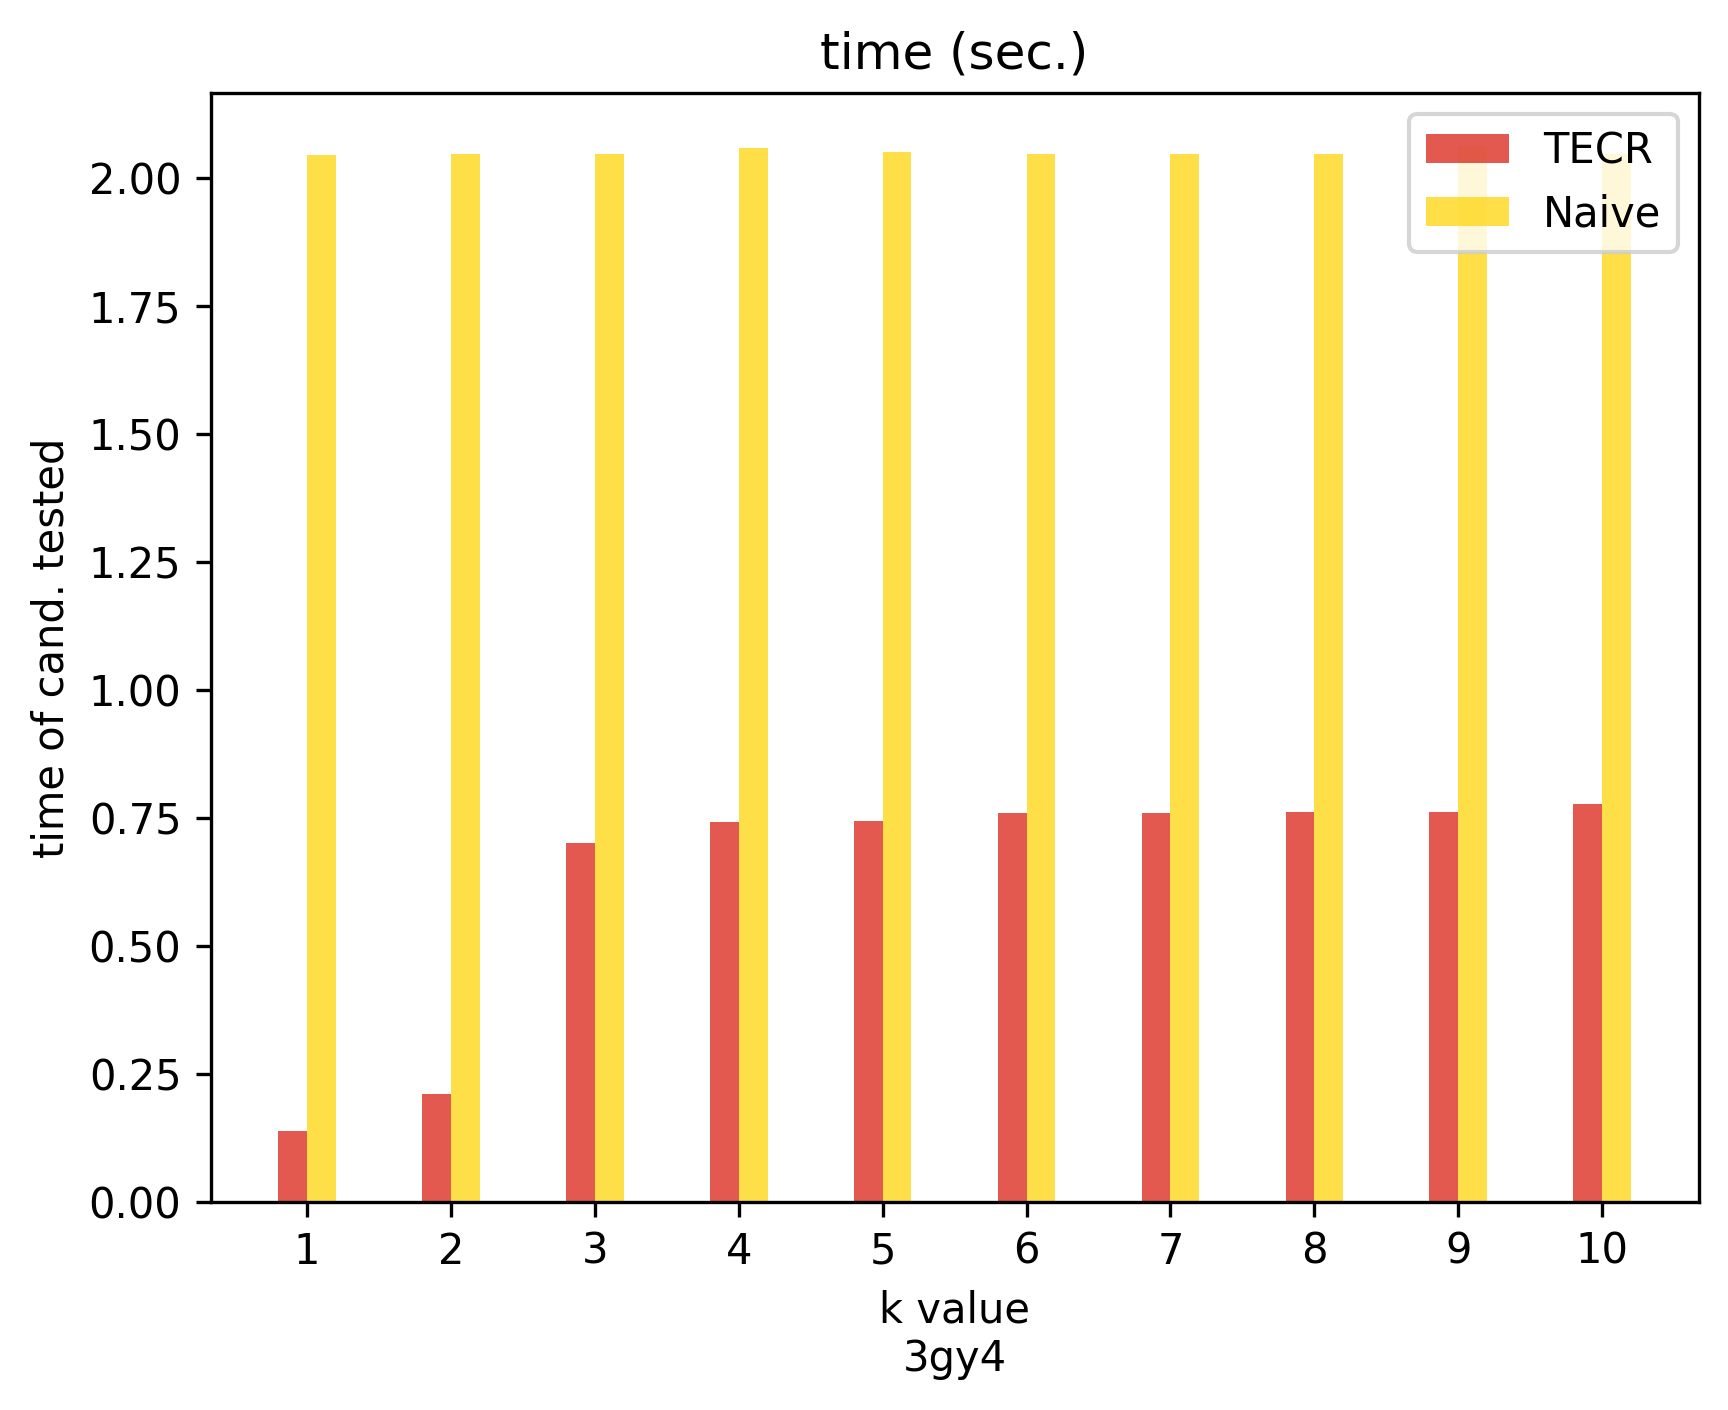 time (sec.)
TECR
Naive
2.00
1.75
1.50
1.25
1.00
0.75
0.50
0.25
0.00
time of cand. tested
1 2 3 4 5 6 7 8 9 10
k value
3gy4